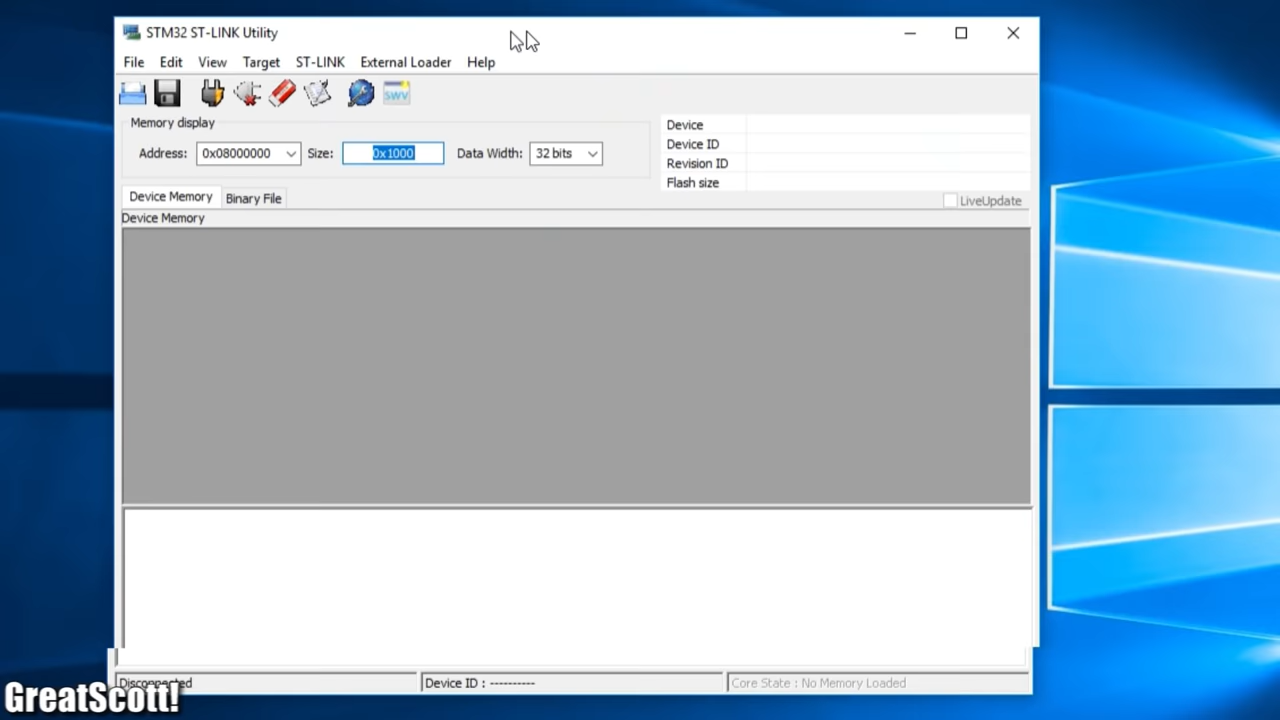 STM32 ST-LINK Utility
File Edit View Target ST-LINK External Loader Help
SWV
Memory display
Address: 0x08000000 Size: 0x1000 Data Width: 32 bits
Device
Device ID
Revision ID
Flash size
LiveUpdate
Device Memory Binary File
Device Memory
Disconnected Device ID : ---------- Core State : No Memory Loaded
GreatScott!